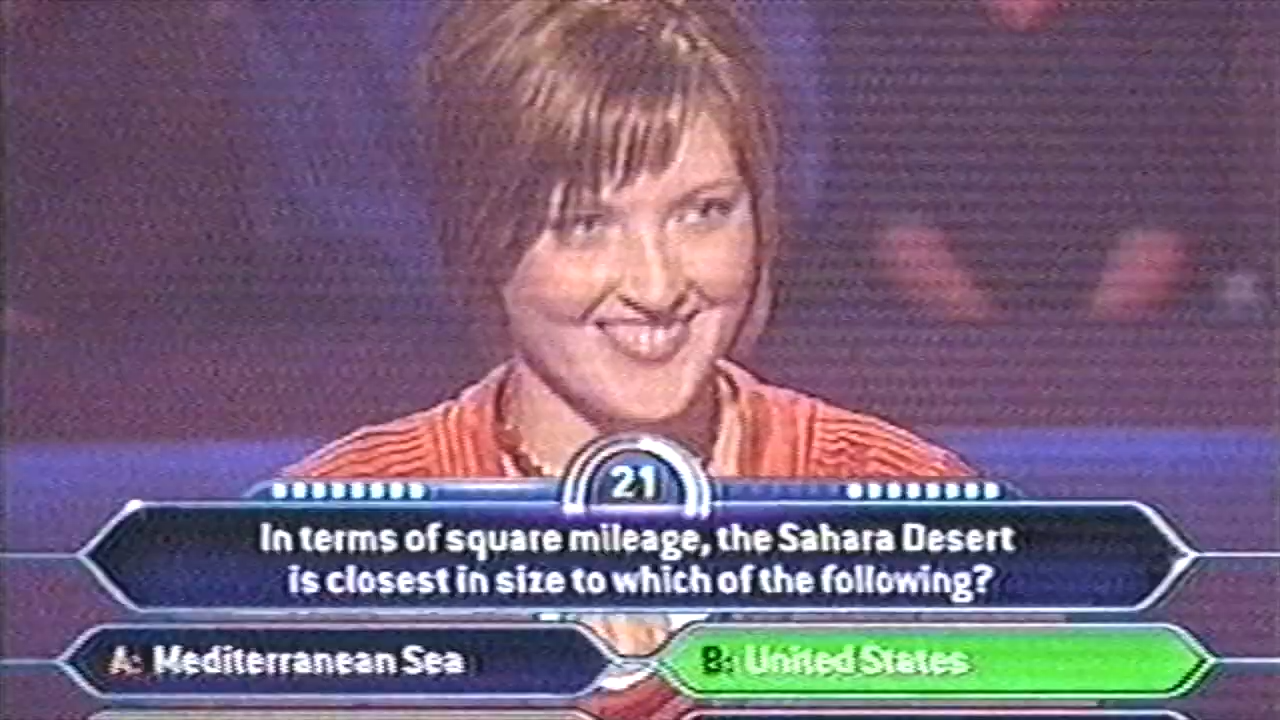 21
In terms of square mileage, the Sahara Desert
is closest in size to which of the following?
A: Mediterranean Sea
B: United States